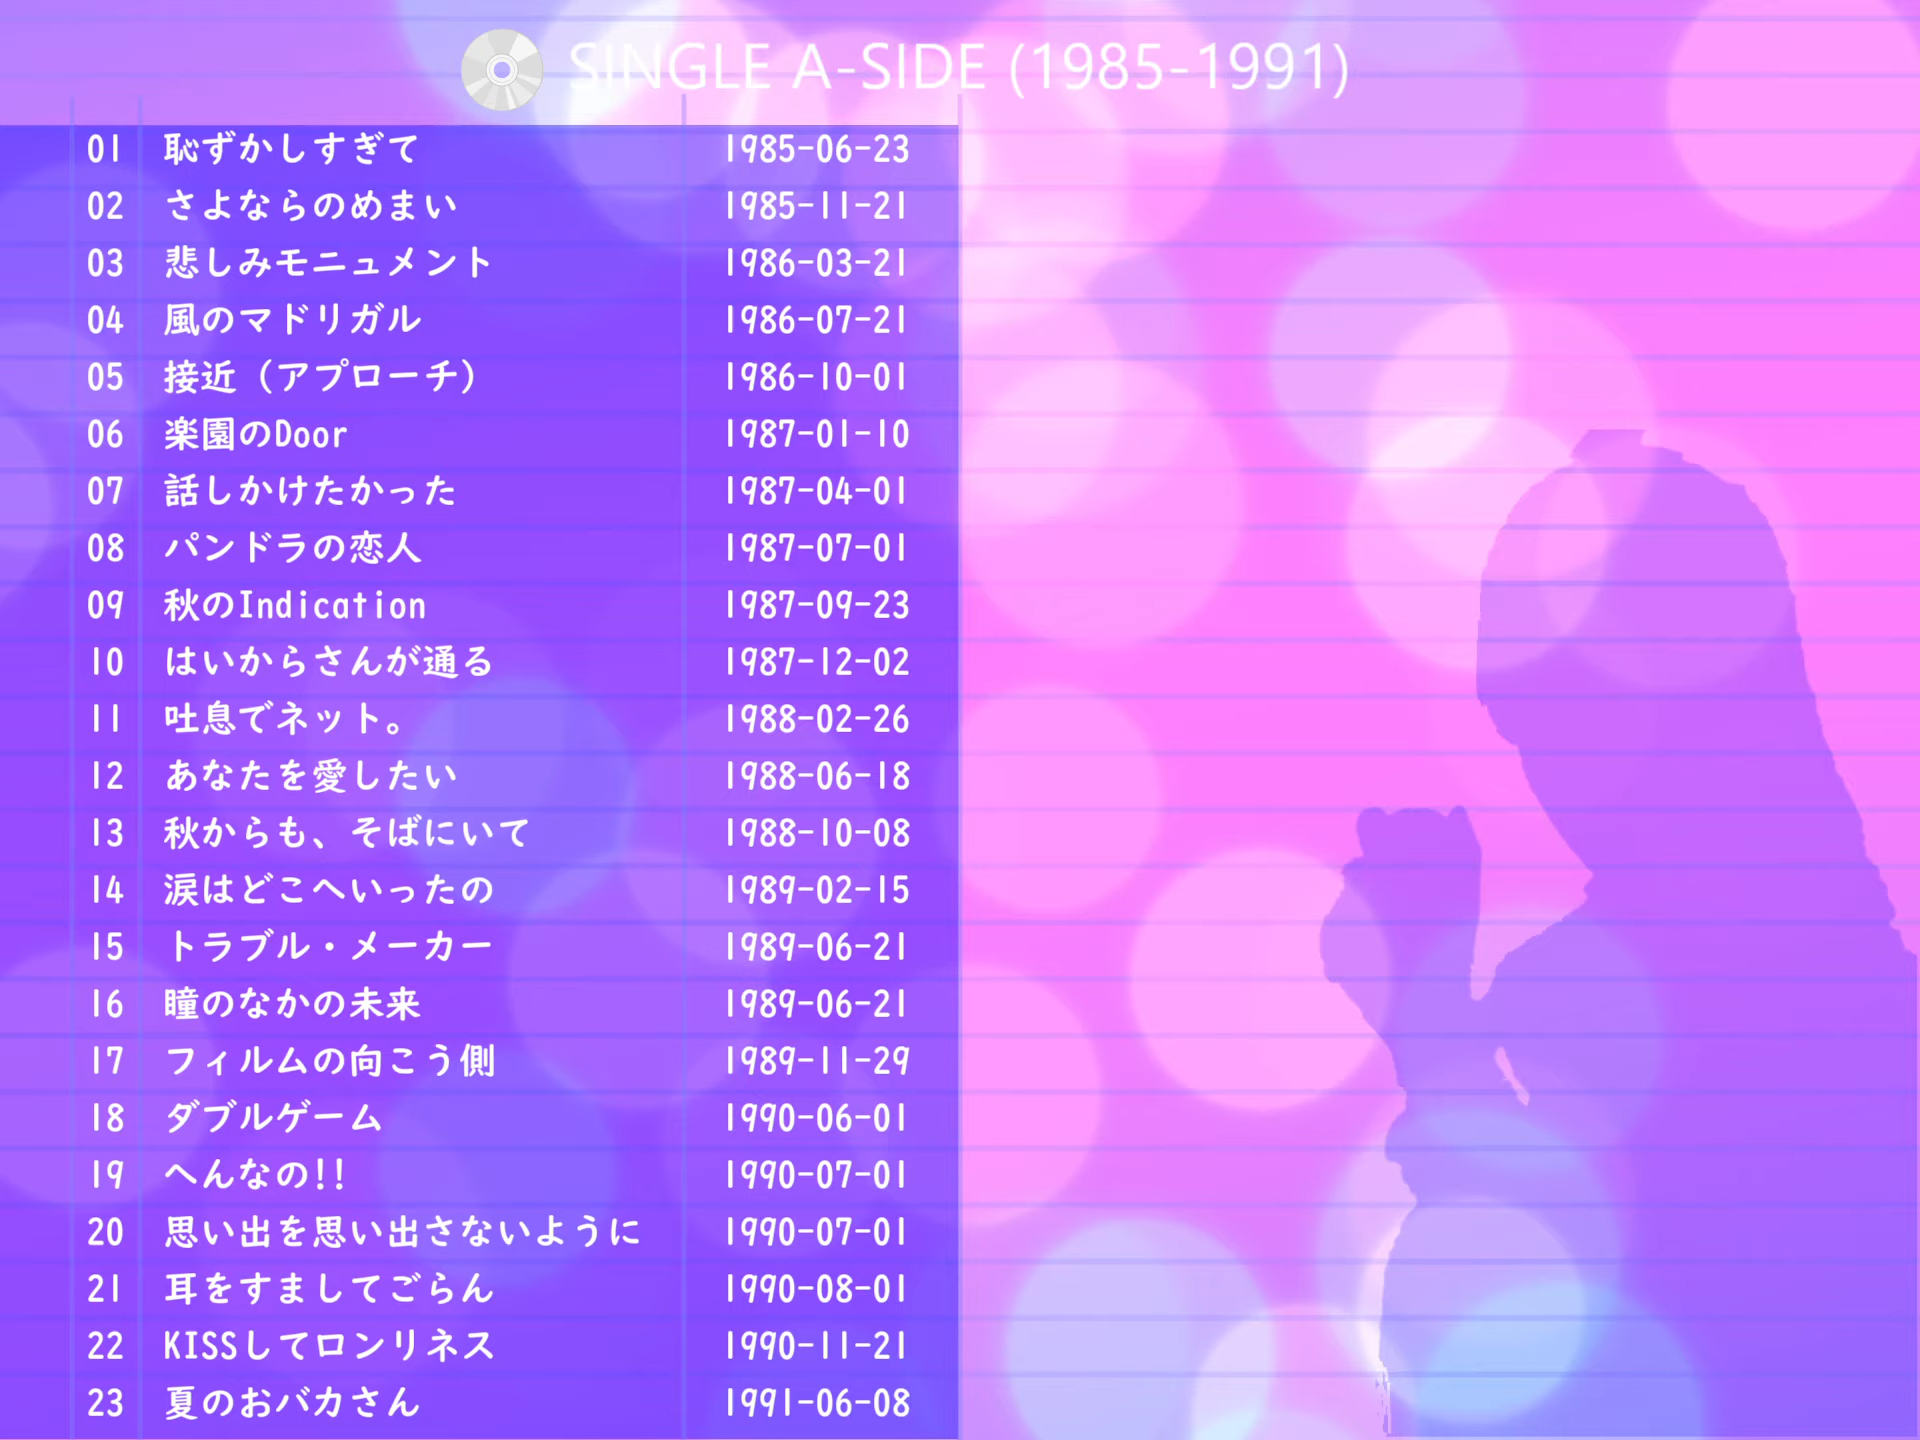 SINGLE A-SIDE (1985-1991)
01 恥ずかしすぎて 1985-06-23
02 さよならのめまい 1985-11-21
03 悲しみモニュメント 1986-03-21
04 風のマドリガル 1986-07-21
05 接近（アプローチ） 1986-10-01
06 楽園のDoor 1987-01-10
07 話しかけたかった 1987-04-01
08 パンドラの恋人 1987-07-01
09 秋のIndication 1987-09-23
10 はいからさんが通る 1987-12-02
11 吐息でネット。 1988-02-26
12 あなたを愛したい 1988-06-18
13 秋からも、そばにいて 1988-10-08
14 涙はどこへいったの 1989-02-15
15 トラブル・メーカー 1989-06-21
16 瞳のなかの未来 1989-06-21
17 フィルムの向こう側 1989-11-29
18 ダブルゲーム 1990-06-01
19 へんなの!! 1990-07-01
20 思い出を思い出さないように 1990-07-01
21 耳をすましてごらん 1990-08-01
22 KISSしてロンリネス 1990-11-21
23 夏のおバカさん 1991-06-08